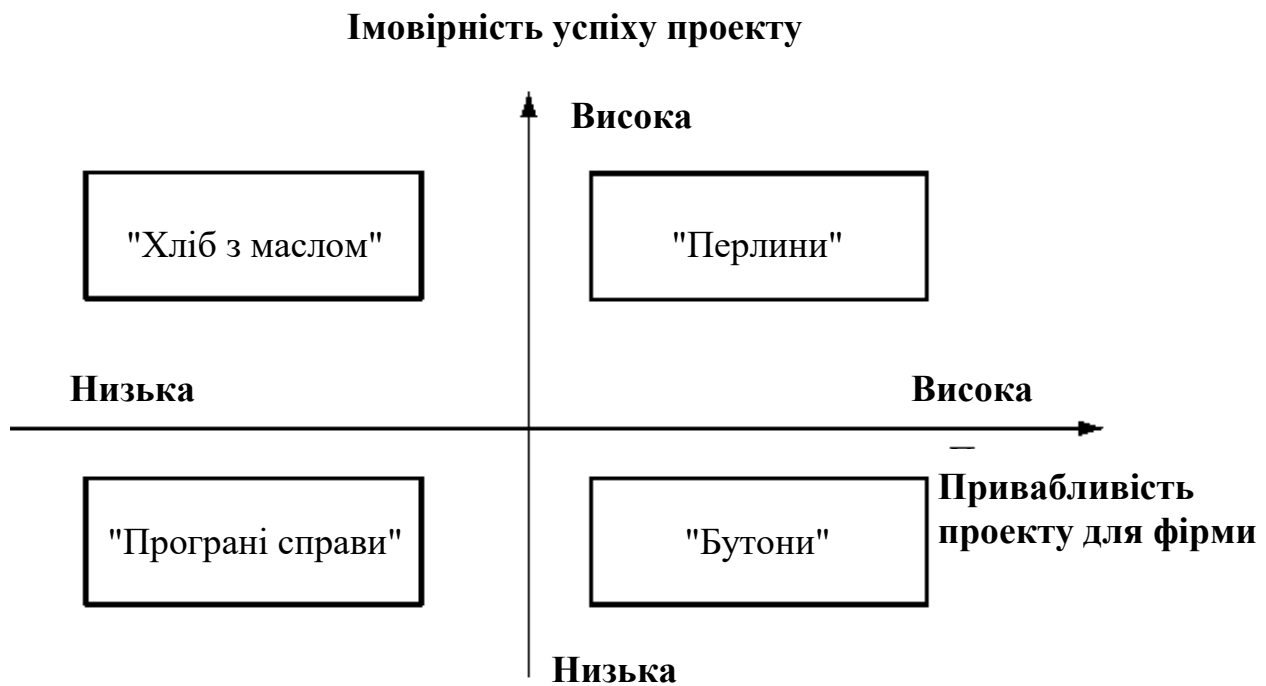 Імовірність успіху проекту
Висока
"Хліб з маслом"
"Перлини"
Низька
Висока
Привабливість
проекту для фірми
"Програні справи"
"Бутони"
Низька